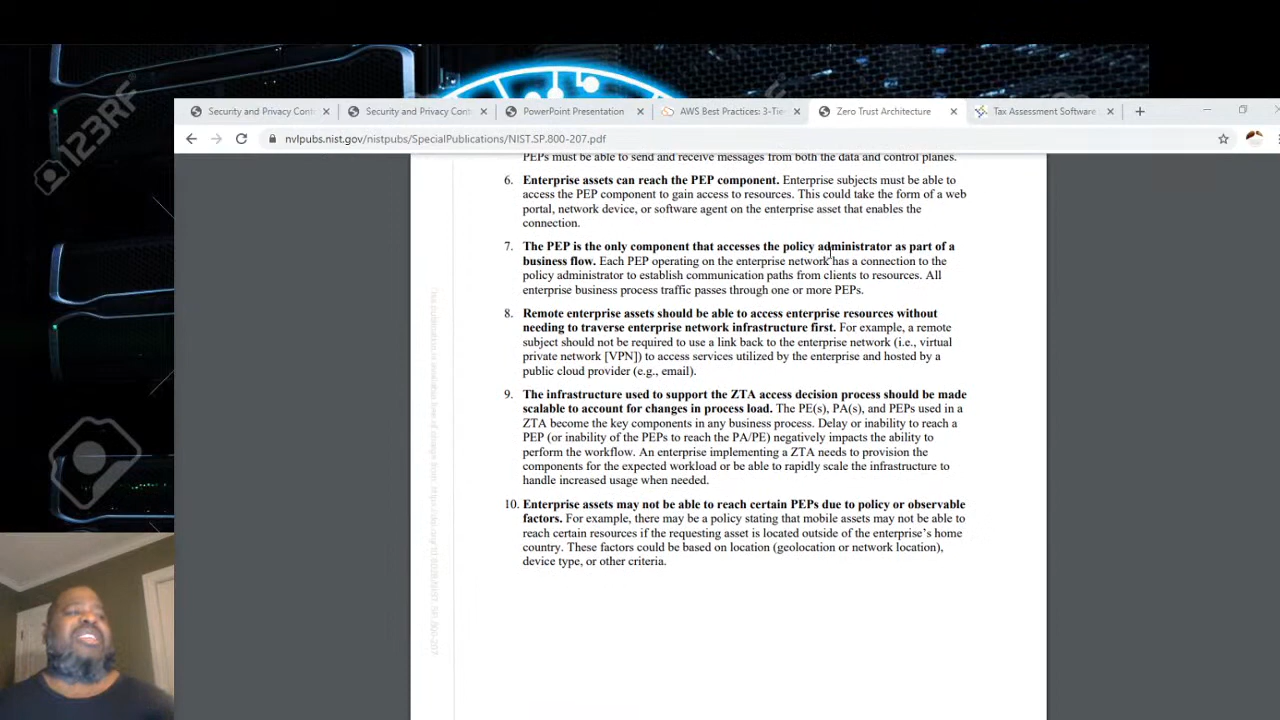 Security and Privacy Cont
Security and Privacy Cont
PowerPoint Presentation
AWS Best Practices: 3-Tie
Zero Trust Architecture
Tax Assessment Software
nvlpubs.nist.gov/nistpubs/SpecialPublications/NIST.SP.800-207.pdf
PEPs must be able to send and receive messages from both the data and control planes.
6. Enterprise assets can reach the PEP component. Enterprise subjects must be able to
access the PEP component to gain access to resources. This could take the form of a web
portal, network device, or software agent on the enterprise asset that enables the
connection.
7. The PEP is the only component that accesses the policy administrator as part of a
business flow. Each PEP operating on the enterprise network has a connection to the
policy administrator to establish communication paths from clients to resources. All
enterprise business process traffic passes through one or more PEPs.
8. Remote enterprise assets should be able to access enterprise resources without
needing to traverse enterprise network infrastructure first. For example, a remote
subject should not be required to use a link back to the enterprise network (i.e., virtual
private network [VPN]) to access services utilized by the enterprise and hosted by a
public cloud provider (e.g., email).
9. The infrastructure used to support the ZTA access decision process should be made
scalable to account for changes in process load. The PE(s), PA(s), and PEPs used in a
ZTA become the key components in any business process. Delay or inability to reach a
PEP (or inability of the PEPs to reach the PA/PE) negatively impacts the ability to
perform the workflow. An enterprise implementing a ZTA needs to provision the
components for the expected workload or be able to rapidly scale the infrastructure to
handle increased usage when needed.
10. Enterprise assets may not be able to reach certain PEPs due to policy or observable
factors. For example, there may be a policy stating that mobile assets may not be able to
reach certain resources if the requesting asset is located outside of the enterprise's home
country. These factors could be based on location (geolocation or network location),
device type, or other criteria.
123RF